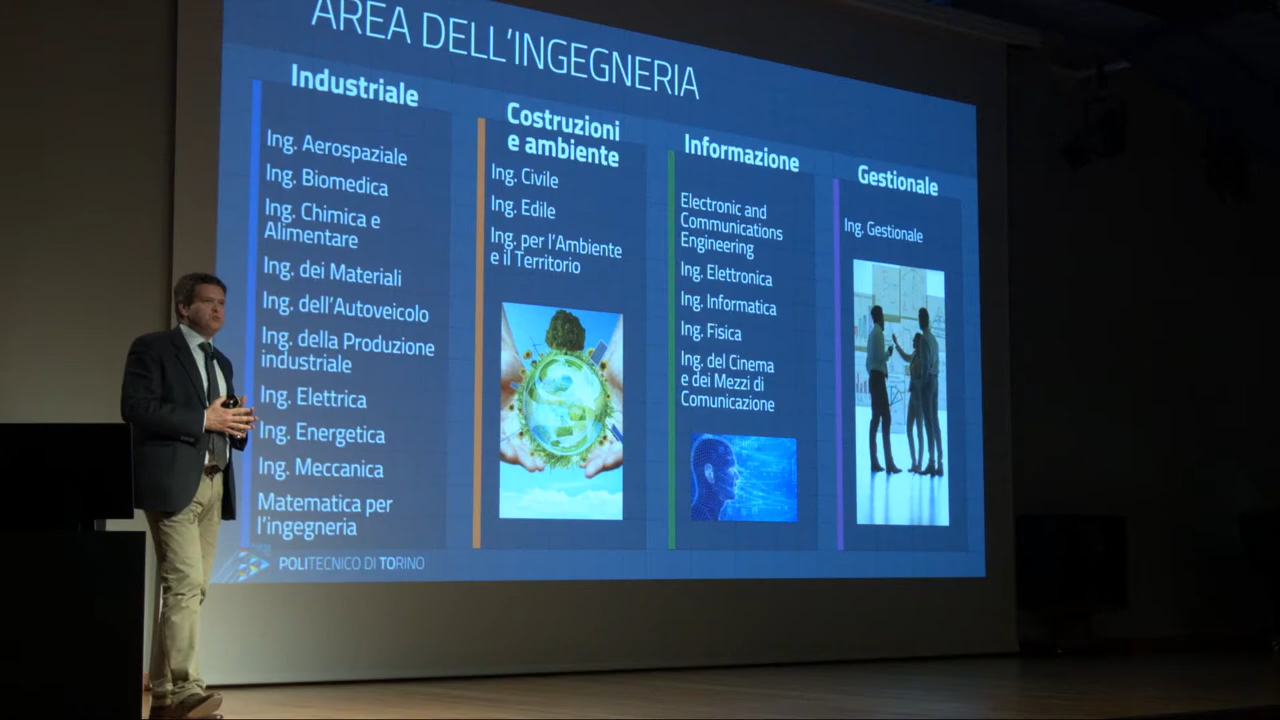 AREA DELL'INGEGNERIA
Industriale
Ing. Aerospaziale
Ing. Biomedica
Ing. Chimica e
Alimentare
Ing. dei Materiali
Ing. dell'Autoveicolo
Ing. della Produzione
industriale
Ing. Elettrica
Ing. Energetica
Ing. Meccanica
Matematica per
l'ingegneria
Costruzioni
e ambiente
Ing. Civile
Ing. Edile
Ing. per l'Ambiente
e il Territorio
Informazione
Electronic and
Communications
Engineering
Ing. Elettronica
Ing. Informatica
Ing. Fisica
Ing. del Cinema
e dei Mezzi di
Comunicazione
Gestionale
Ing. Gestionale
POLITECNICO DI TORINO